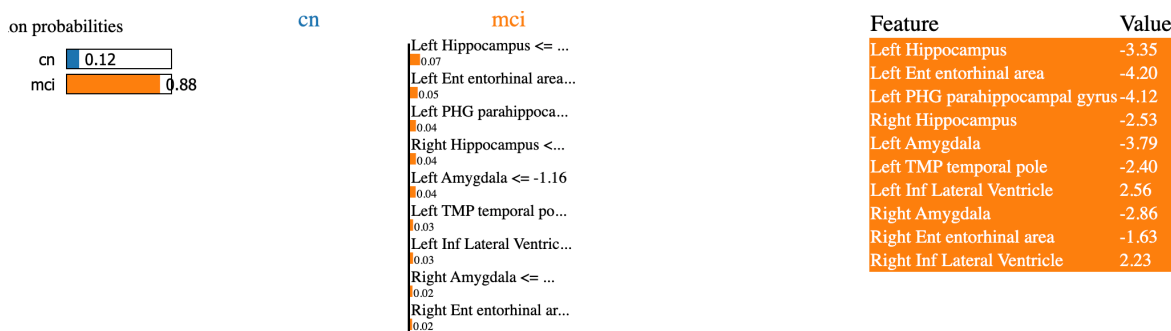 on probabilities
cn 0.12
mci 0.88
cn mci
Left Hippocampus <= ...
0.07
Left Ent entorhinal area...
0.05
Left PHG parahippoca...
0.04
Right Hippocampus <...
0.04
Left Amygdala <= -1.16
0.04
Left TMP temporal po...
0.03
Left Inf Lateral Ventric...
0.03
Right Amygdala <= ...
0.02
Right Ent entorhinal ar...
0.02
Feature Value
Left Hippocampus -3.35
Left Ent entorhinal area -4.20
Left PHG parahippocampal gyrus -4.12
Right Hippocampus -2.53
Left Amygdala -3.79
Left TMP temporal pole -2.40
Left Inf Lateral Ventricle 2.56
Right Amygdala -2.86
Right Ent entorhinal area -1.63
Right Inf Lateral Ventricle 2.23